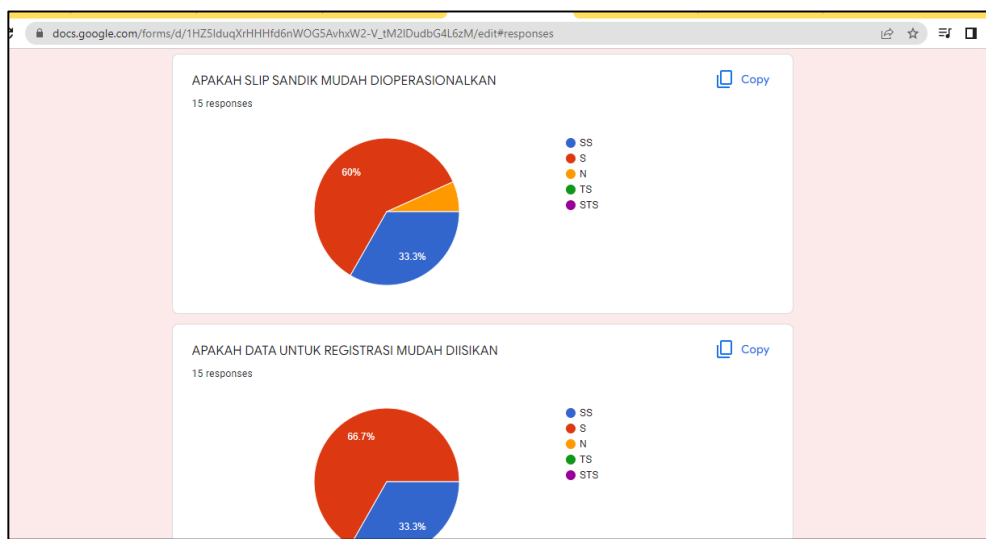 docs.google.com/forms/d/1HZ5IduqXrHHHfd6nWOG5AvhxW2-V_tM2IDudbG4L6zM/edit#responses
APAKAH SLIP SANDIK MUDAH DIOPERASIONALKAN
Copy
15 responses
60%
33.3%
SS
S
N
TS
STS
APAKAH DATA UNTUK REGISTRASI MUDAH DIISIKAN
Copy
15 responses
66.7%
33.3%
SS
S
N
TS
STS